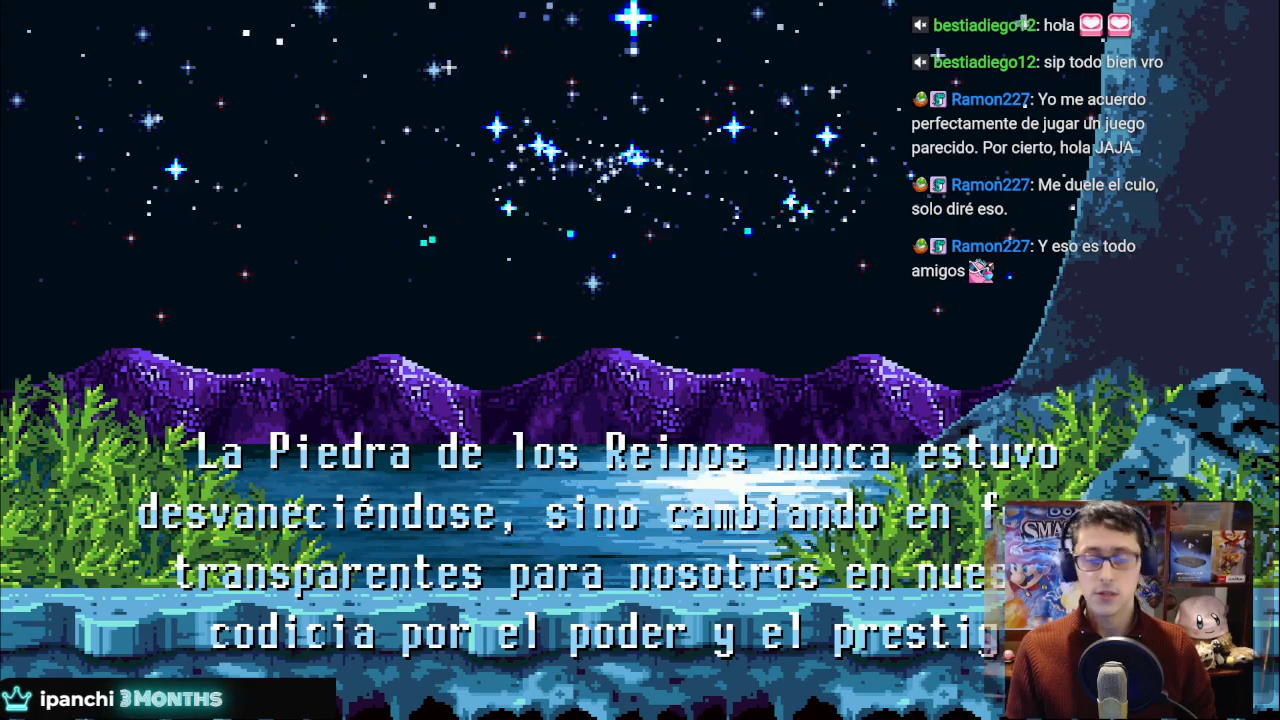 bestiadiego12: hola
bestiadiego12: sip todo bien vro
Ramon227: Yo me acuerdo
perfectamente de jugar un juego
parecido. Por cierto, hola JAJA
Ramon227: Me duele el culo,
solo diré eso.
Ramon227: Y eso es todo
amigos
La Piedra de los Reinos nunca estuvo
desvaneciéndose, sino cambiando en f
transparentes para nosotros en nues
codicia por el poder y el prestig
SMAS
ipanchi 3 MONTHS